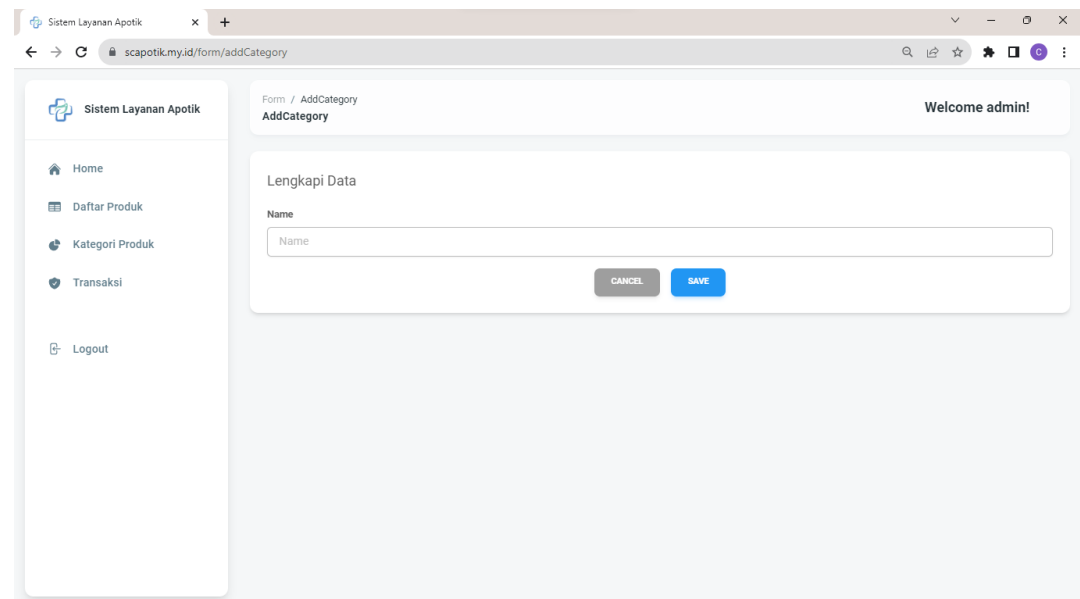 Sistem Layanan Apotik
scapotik.my.id/form/addCategory
C
Sistem Layanan Apotik
Home
Daftar Produk
Kategori Produk
Transaksi
Logout
Form / AddCategory
AddCategory
Welcome admin!
Lengkapi Data
Name
Name
CANCEL SAVE